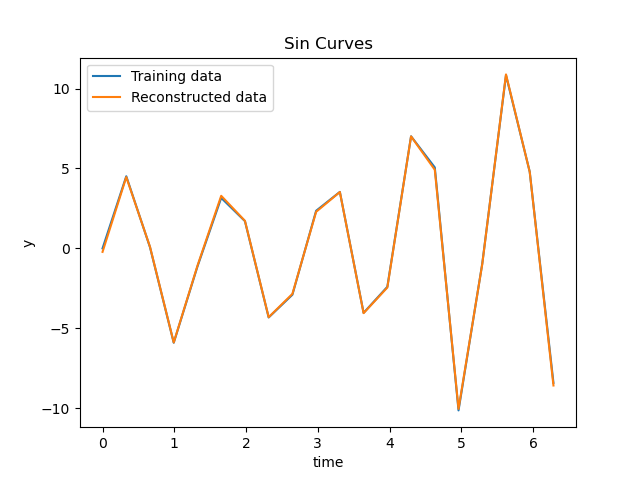 Sin Curves
Training data
Reconstructed data
10
5
0
−5
−10
y
0 1 2 3 4 5 6
time